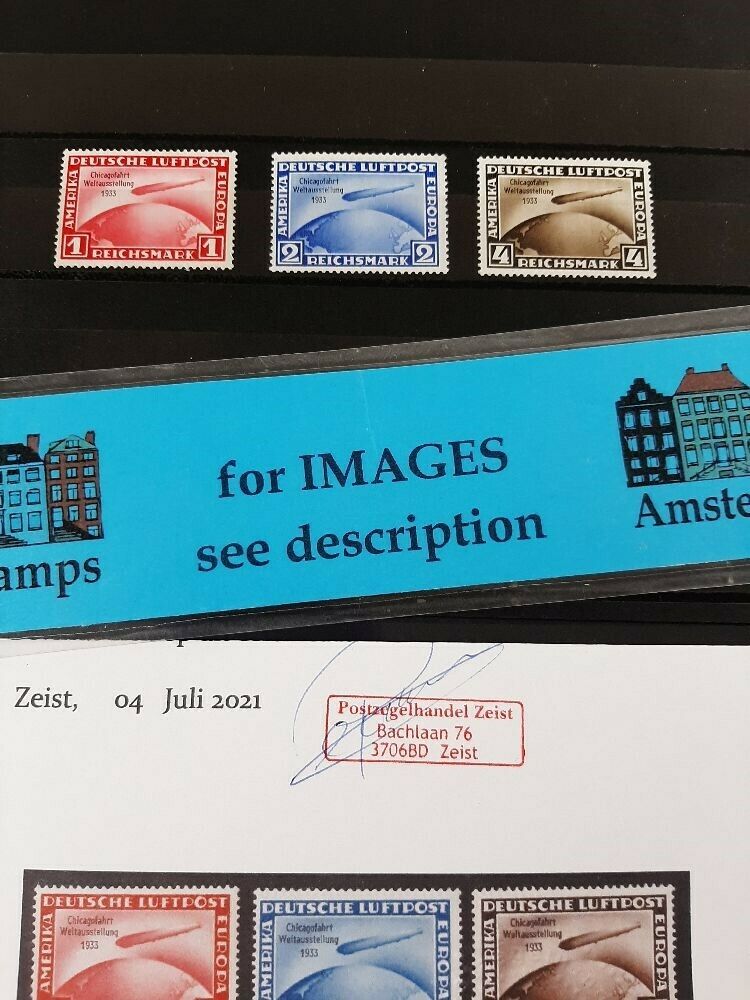 DEUTSCHE LUFTPOST
AMERIKA
EUROPA
Chicagofahrt
Weltausstellung
1933
1 1
REICHSMARK
DEUTSCHE LUFTPOST
AMERIKA
EUROPA
Chicagofahrt
Weltausstellung
1933
2 2
REICHSMARK
DEUTSCHE LUFTPOST
AMERIKA
EUROPA
Chicagofahrt
Weltausstellung
1933
4 4
REICHSMARK
for IMAGES
see description
amps
Amste
Zeist, 04 Juli 2021
Postzegelhandel Zeist
Bachlaan 76
3706BD Zeist
DEUTSCHE LUFTPOST
AMERIKA
EUROPA
Chicagofahrt
Weltausstellung
1933
DEUTSCHE LUFTPOST
AMERIKA
EUROPA
Chicagofahrt
Weltausstellung
1933
DEUTSCHE LUFTPOST
AMERIKA
EUROPA
Chicagofahrt
Weltausstellung
1933